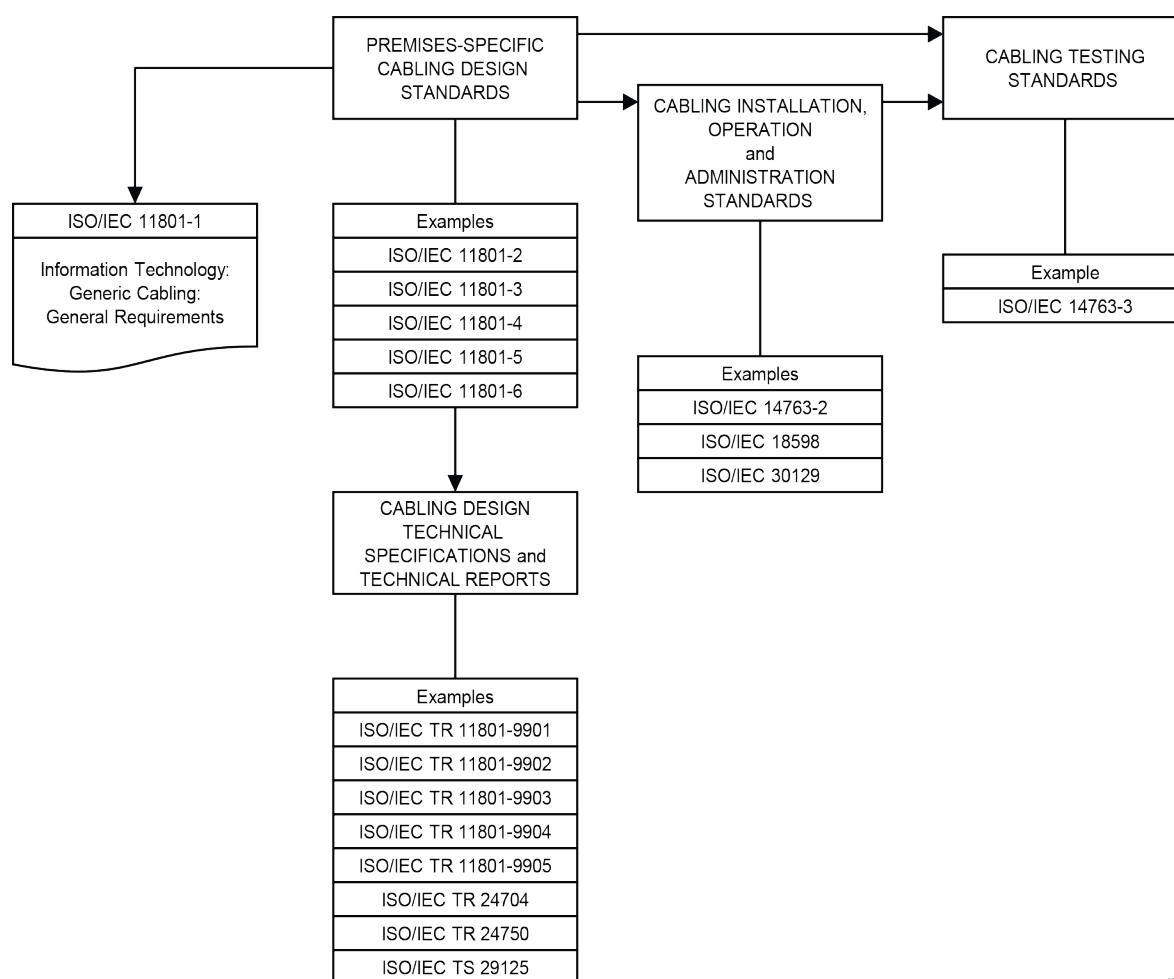 PREMISES-SPECIFIC
CABLING DESIGN
STANDARDS
CABLING TESTING
STANDARDS
CABLING INSTALLATION,
OPERATION
and
ADMINISTRATION
STANDARDS
ISO/IEC 11801-1
Information Technology:
Generic Cabling:
General Requirements
Examples
ISO/IEC 11801-2
ISO/IEC 11801-3
ISO/IEC 11801-4
ISO/IEC 11801-5
ISO/IEC 11801-6
Example
ISO/IEC 14763-3
Examples
ISO/IEC 14763-2
ISO/IEC 18598
ISO/IEC 30129
CABLING DESIGN
TECHNICAL
SPECIFICATIONS and
TECHNICAL REPORTS
Examples
ISO/IEC TR 11801-9901
ISO/IEC TR 11801-9902
ISO/IEC TR 11801-9903
ISO/IEC TR 11801-9904
ISO/IEC TR 11801-9905
ISO/IEC TR 24704
ISO/IEC TR 24750
ISO/IEC TS 29125